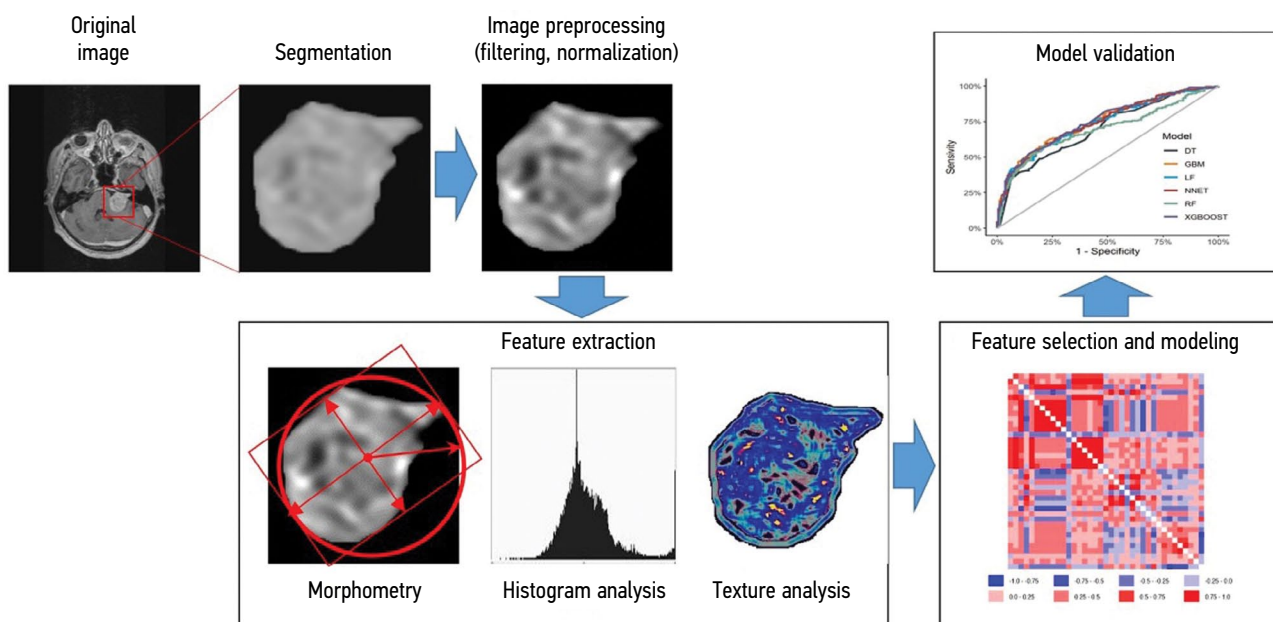 Original
image
Segmentation
Image preprocessing
(filtering, normalization)
Model validation
100%
75%
50%
25%
0%
Sensivity
Model
DT
GBM
LF
NNET
RF
XGBOOST
0%
25%
50%
75%
100%
1 - Specificity
Feature extraction
Morphometry
Histogram analysis
Texture analysis
Feature selection and modeling
-1.0 - -0.75
-0.75 - -0.5
-0.5 - -0.25
-0.25 - 0.0
0.0 - 0.25
0.25 - 0.5
0.5 - 0.75
0.75 - 1.0